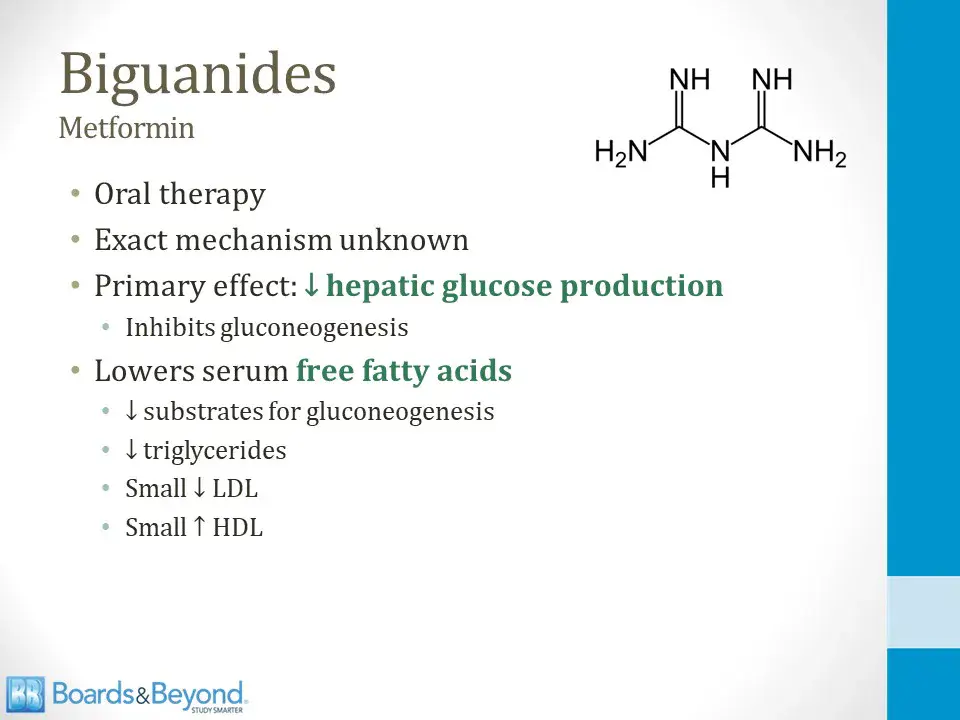 Biguanides
Metformin
NH NH
H₂N N NH₂
H
• Oral therapy
• Exact mechanism unknown
• Primary effect: ↓ hepatic glucose production
• Inhibits gluconeogenesis
• Lowers serum free fatty acids
• ↓ substrates for gluconeogenesis
• ↓ triglycerides
• Small ↓ LDL
• Small ↑ HDL
BB Boards&Beyond.
STUDY SMARTER